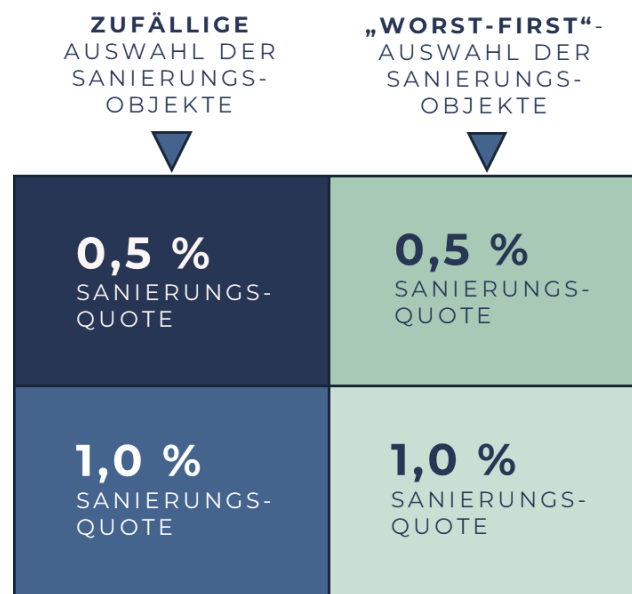 ZUFÄLLIGE
AUSWAHL DER
SANIERUNGS-
OBJEKTE
„WORST-FIRST“-
AUSWAHL DER
SANIERUNGS-
OBJEKTE
0,5 %
SANIERUNGS-
QUOTE
0,5 %
SANIERUNGS-
QUOTE
1,0 %
SANIERUNGS-
QUOTE
1,0 %
SANIERUNGS-
QUOTE